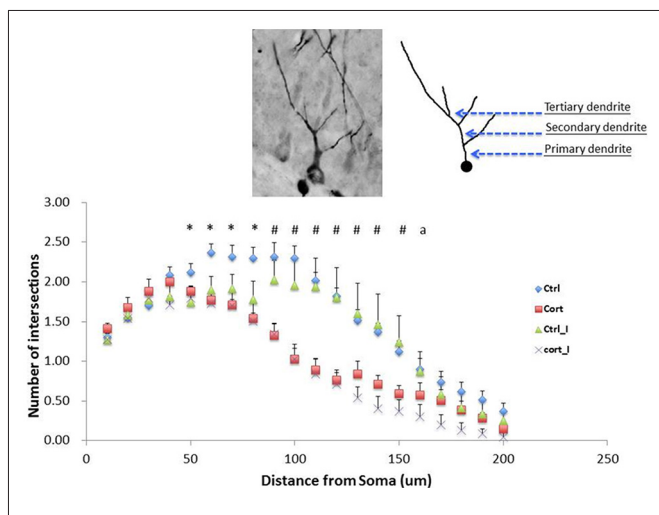 Tertiary dendrite
Secondary dendrite
Primary dendrite
3.00
* * * * # # # # # # # a
2.50
2.00
1.50
1.00
0.50
0.00
Number of intersections
Ctrl
Cort
Ctrl_I
cort_I
0 50 100 150 200 250
Distance from Soma (um)